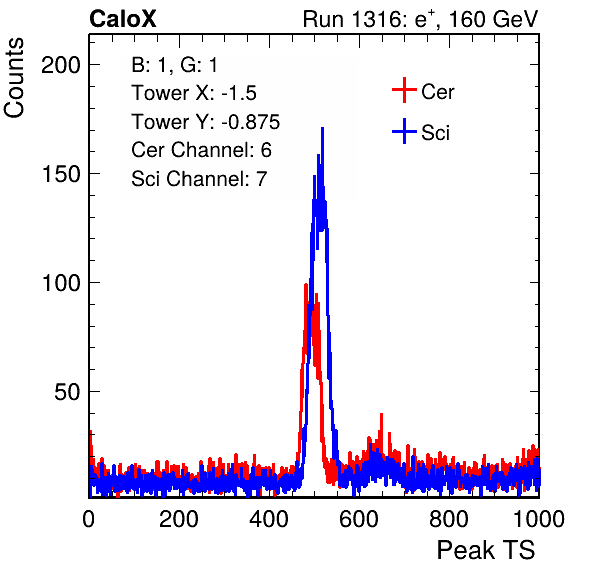 CaloX Run 1316: e⁺, 160 GeV
Counts
B: 1, G: 1
Tower X: -1.5
Tower Y: -0.875
Cer Channel: 6
Sci Channel: 7
Cer
Sci
200
150
100
50
0 200 400 600 800 1000
Peak TS